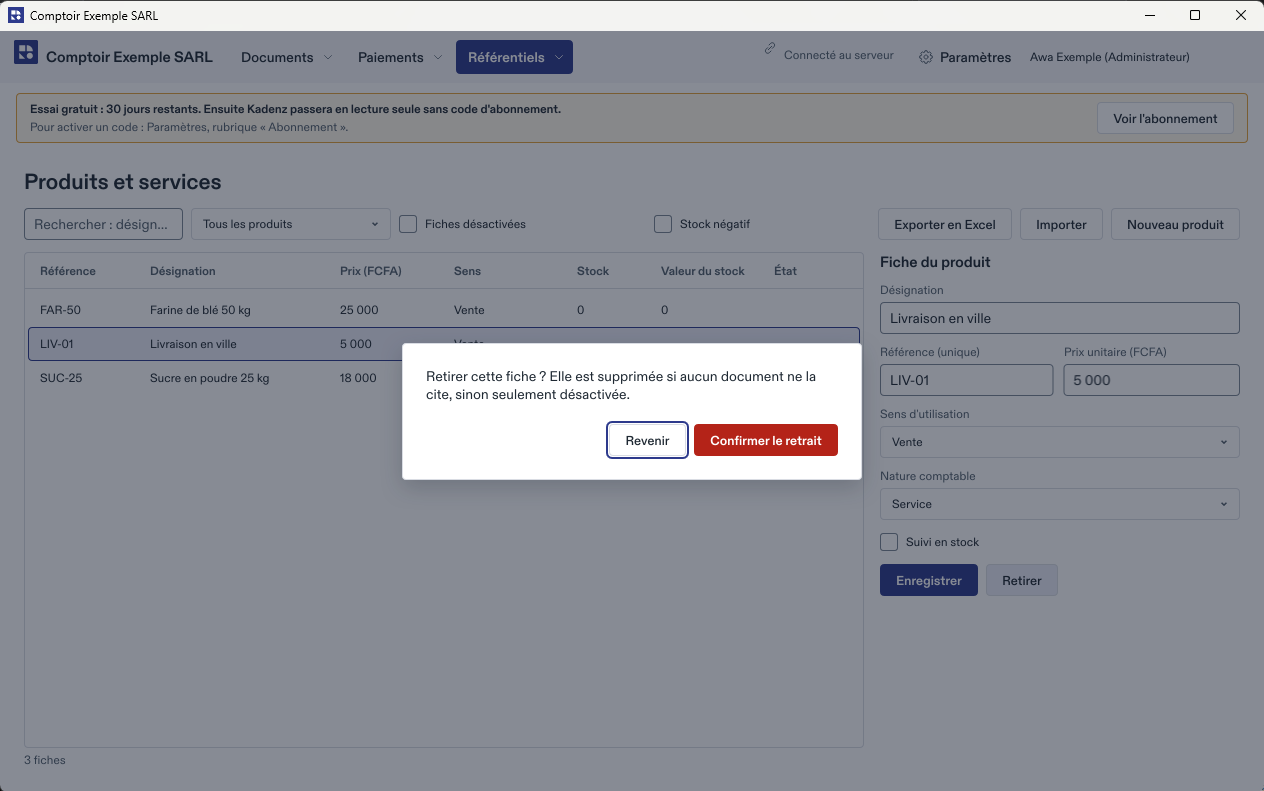 Comptoir Exemple SARL
Comptoir Exemple SARL
Documents
Paiements
Référentiels
Connecté au serveur
Paramètres
Awa Exemple (Administrateur)
Essai gratuit : 30 jours restants. Ensuite Kadenz passera en lecture seule sans code d'abonnement.
Pour activer un code : Paramètres, rubrique « Abonnement ».
Voir l'abonnement
Produits et services
Rechercher : désign...
Tous les produits
Fiches désactivées
Stock négatif
Exporter en Excel
Importer
Nouveau produit
Référence Désignation Prix (FCFA) Sens Stock Valeur du stock État
FAR-50 Farine de blé 50 kg 25 000 Vente 0 0
LIV-01 Livraison en ville 5 000 Vente
SUC-25 Sucre en poudre 25 kg 18 000
3 fiches
Retirer cette fiche ? Elle est supprimée si aucun document ne la
cite, sinon seulement désactivée.
Revenir
Confirmer le retrait
Fiche du produit
Désignation
Livraison en ville
Référence (unique) Prix unitaire (FCFA)
LIV-01 5 000
Sens d'utilisation
Vente
Nature comptable
Service
Suivi en stock
Enregistrer
Retirer